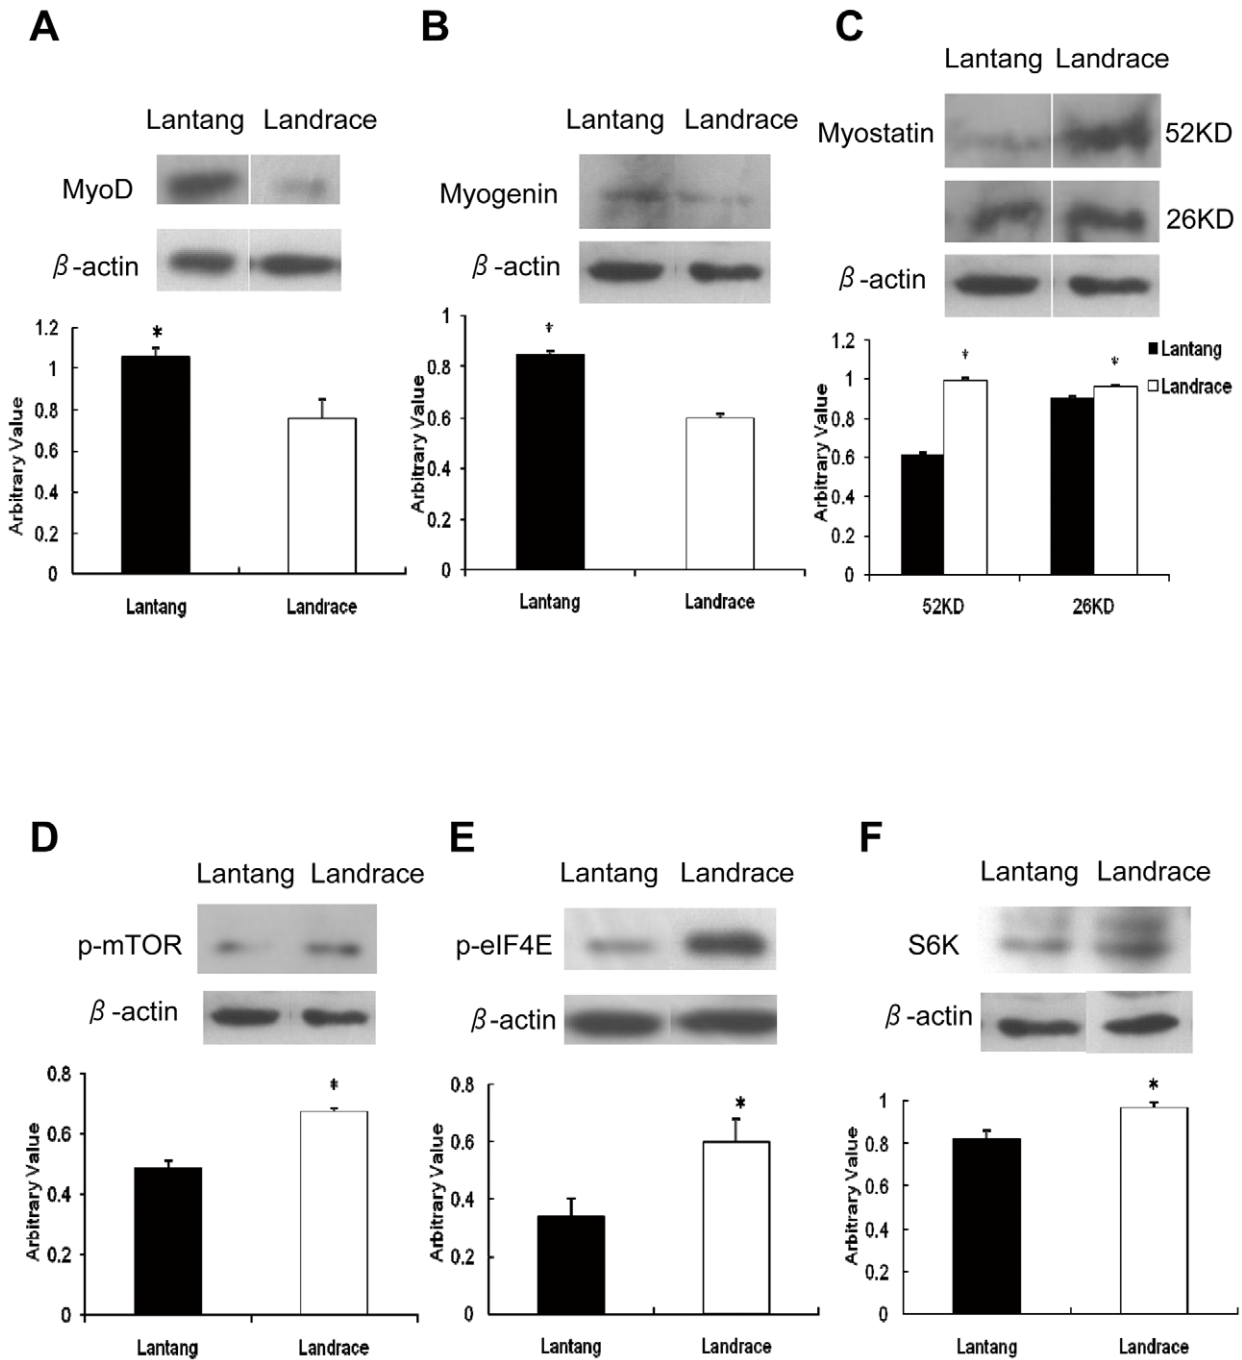 A
Lantang Landrace
MyoD
β-actin
1.2
1
0.8
0.6
0.4
0.2
0
Arbitrary Value
*
Lantang Landrace
B
Lantang Landrace
Myogenin
β-actin
1
0.8
0.6
0.4
0.2
0
Arbitrary Value
*
Lantang Landrace
C
Lantang Landrace
Myostatin 52KD
26KD
β-actin
1.2
1
0.8
0.6
0.4
0.2
0
Arbitrary Value
* *
Lantang
Landrace
52KD 26KD
D
Lantang Landrace
p-mTOR
β-actin
0.8
0.6
0.4
0.2
0
Arbitrary Value
*
Lantang Landrace
E
Lantang Landrace
p-eIF4E
β-actin
0.8
0.6
0.4
0.2
0
Arbitrary Value
*
Lantang Landrace
F
Lantang Landrace
S6K
β-actin
1
0.8
0.6
0.4
0.2
0
Arbitrary Value
*
Lantang Landrace